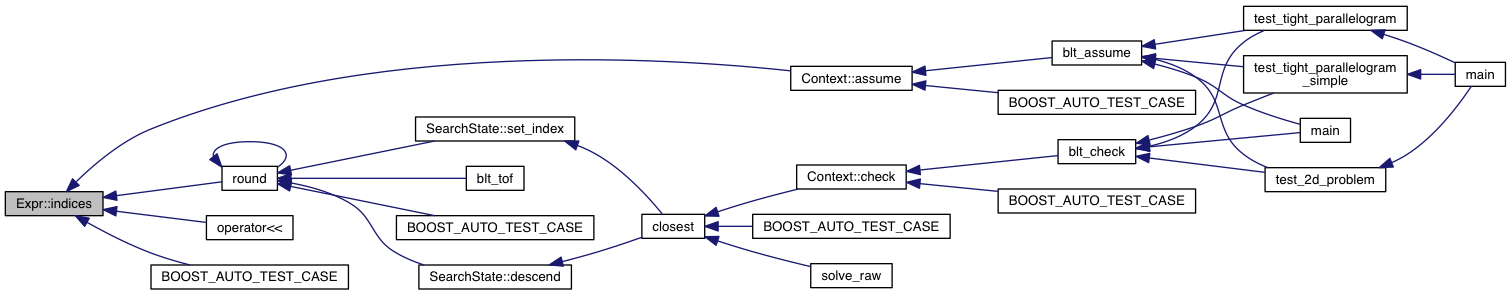 test_tight_parallelogram
blt_assume
Context::assume
test_tight_parallelogram
_simple
main
BOOST_AUTO_TEST_CASE
SearchState::set_index
main
blt_check
round
blt_tof
Context::check
test_2d_problem
Expr::indices
BOOST_AUTO_TEST_CASE
operator<<
BOOST_AUTO_TEST_CASE
closest
BOOST_AUTO_TEST_CASE
BOOST_AUTO_TEST_CASE
SearchState::descend
solve_raw